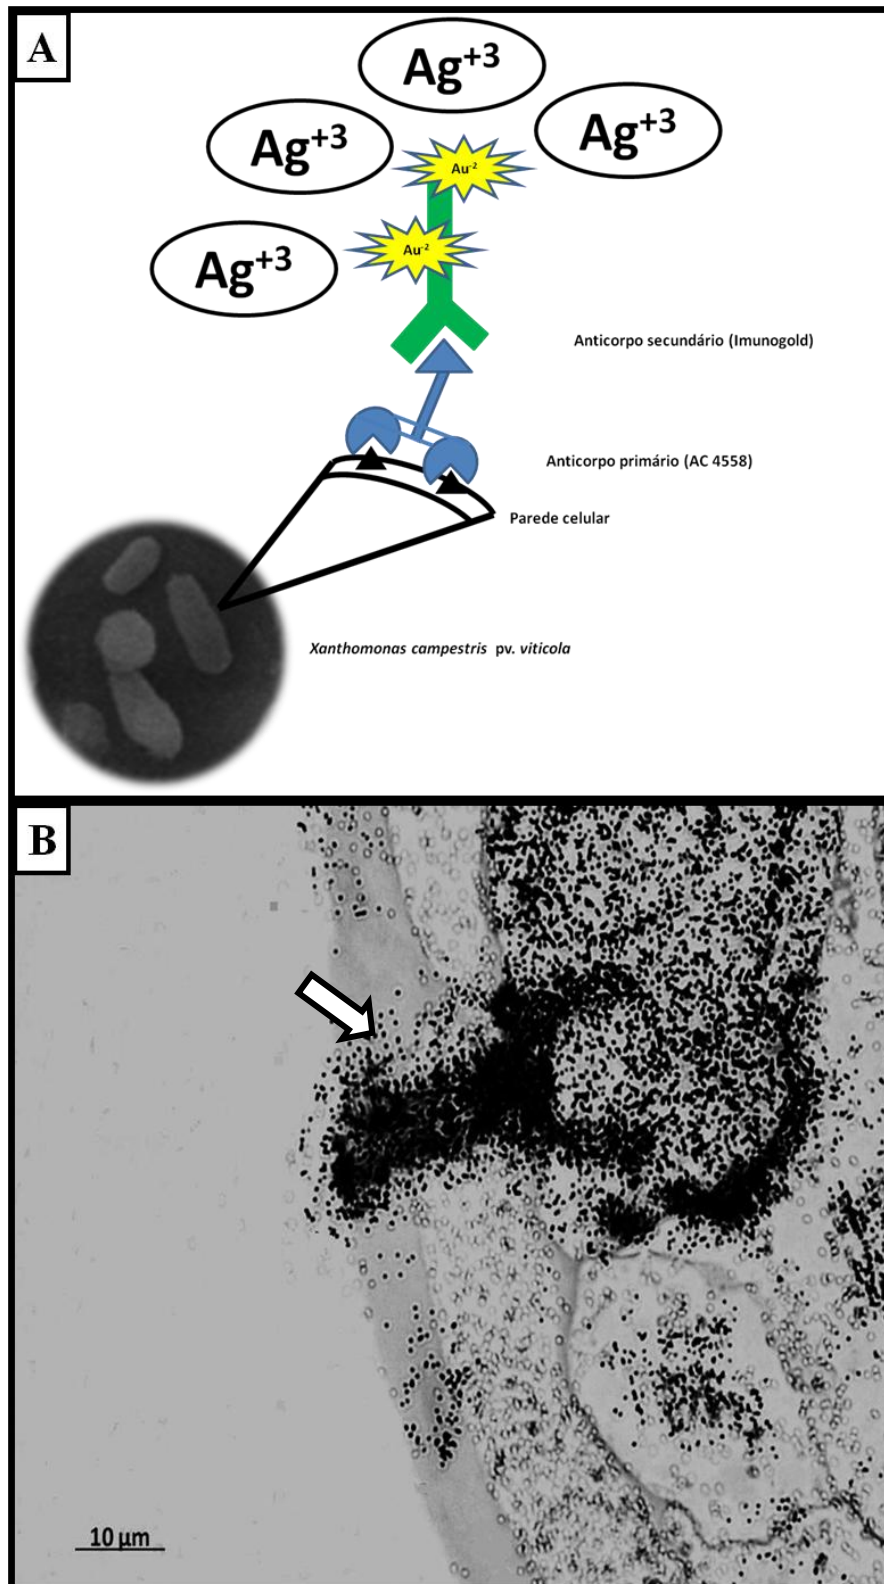 A
Ag+3
Ag+3
Ag+3
Au-2
Au-2
Ag+3
Anticorpo secundário (Imunogold)
Anticorpo primário (AC 4558)
Parede celular
Xanthomonas campestris pv. viticola
B
10 µm